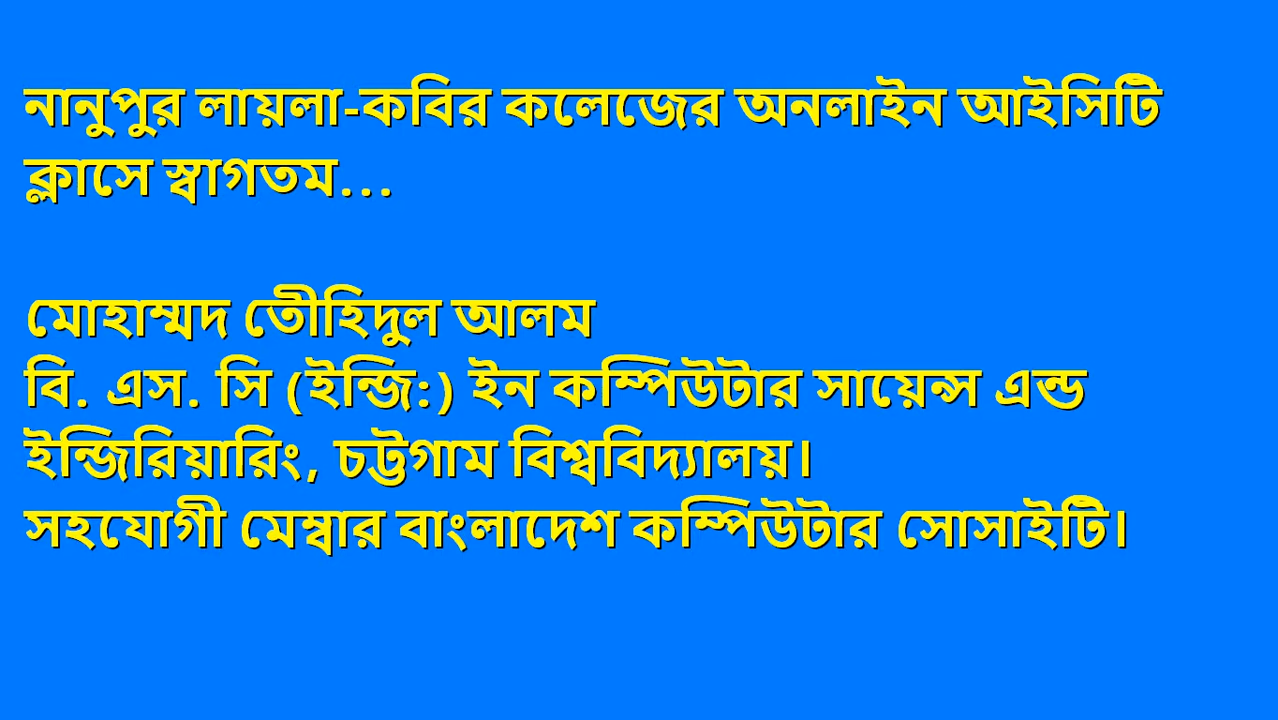 নানুপুর লায়লা-কবির কলেজের অনলাইন আইসিটি
ক্লাসে স্বাগতম...
মোহাম্মদ তৌহিদুল আলম
বি. এস. সি (ইন্জি:) ইন কম্পিউটার সায়েন্স এন্ড
ইন্জিরিয়ারিং, চট্টগাম বিশ্ববিদ্যালয়।
সহযোগী মেম্বার বাংলাদেশ কম্পিউটার সোসাইটি।